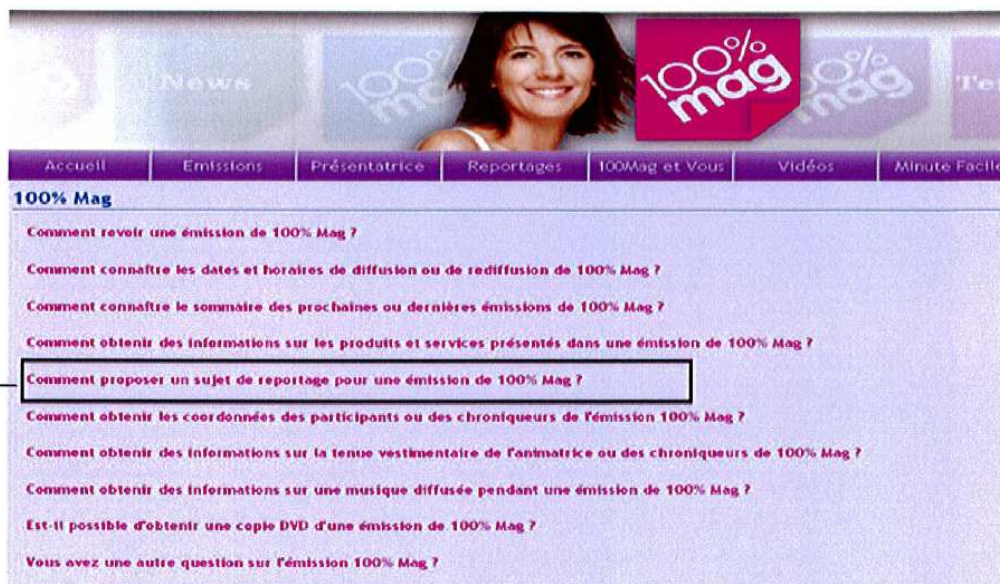 News
100% mag
100% mag
100% mag
Te
Accueil Emissions Présentatrice Reportages 100Mag et Vous Vidéos Minute Facile
100% Mag
Comment revoir une émission de 100% Mag ?
Comment connaître les dates et horaires de diffusion ou de rediffusion de 100% Mag ?
Comment connaître le sommaire des prochaines ou dernières émissions de 100% Mag ?
Comment obtenir des informations sur les produits et services présentés dans une émission de 100% Mag ?
Comment proposer un sujet de reportage pour une émission de 100% Mag ?
Comment obtenir les coordonnées des participants ou des chroniqueurs de l'émission 100% Mag ?
Comment obtenir des informations sur la tenue vestimentaire de l'animatrice ou des chroniqueurs de 100% Mag ?
Comment obtenir des informations sur une musique diffusée pendant une émission de 100% Mag ?
Est-il possible d'obtenir une copie DVD d'une émission de 100% Mag ?
Vous avez une autre question sur l'émission 100% Mag ?